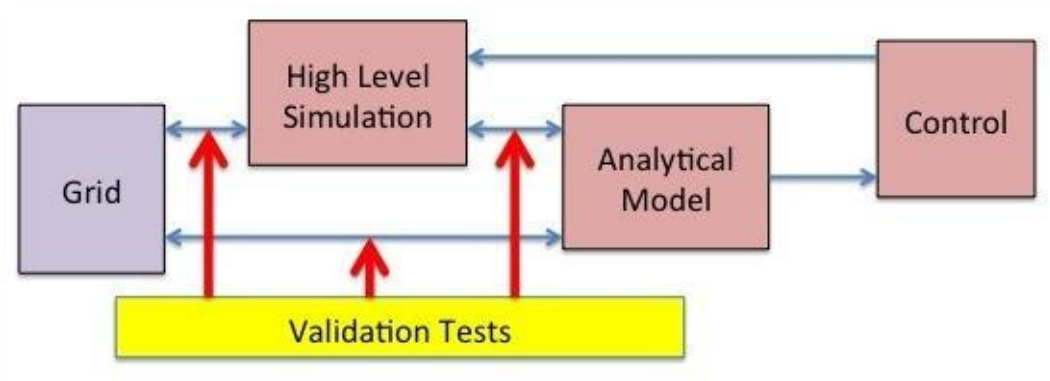 High Level
Simulation
Control
Grid
Analytical
Model
Validation Tests